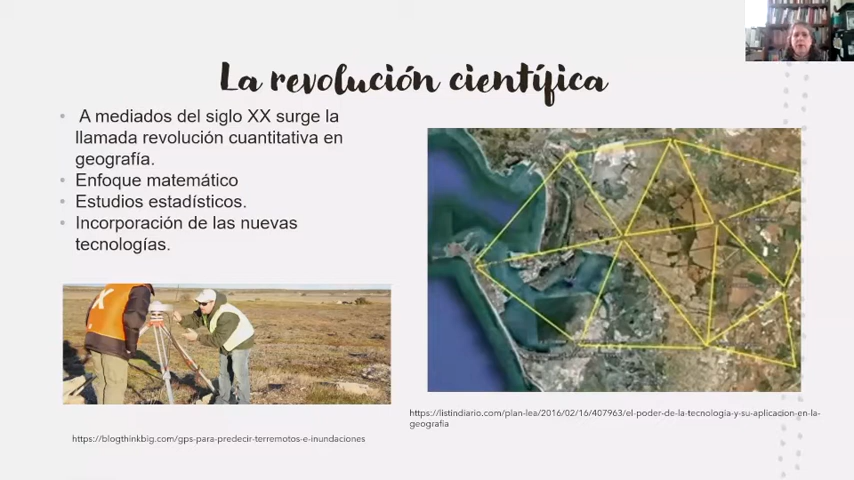 La revolución científica
A mediados del siglo XX surge la
llamada revolución cuantitativa en
geografía.
Enfoque matemático
Estudios estadísticos.
Incorporación de las nuevas
tecnologías.
https://listindiario.com/plan-lea/2016/02/16/407963/el-poder-de-la-tecnologia-y-su-aplicacion-en-la-
geografia
https://blogthinkbig.com/gps-para-predecir-terremotos-e-inundaciones